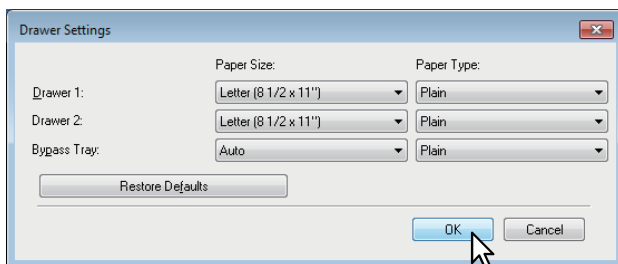 Drawer Settings
Paper Size: Paper Type:
Drawer 1: Letter (8 1/2 x 11") Plain
Drawer 2: Letter (8 1/2 x 11") Plain
Bypass Tray: Auto Plain
Restore Defaults
OK Cancel